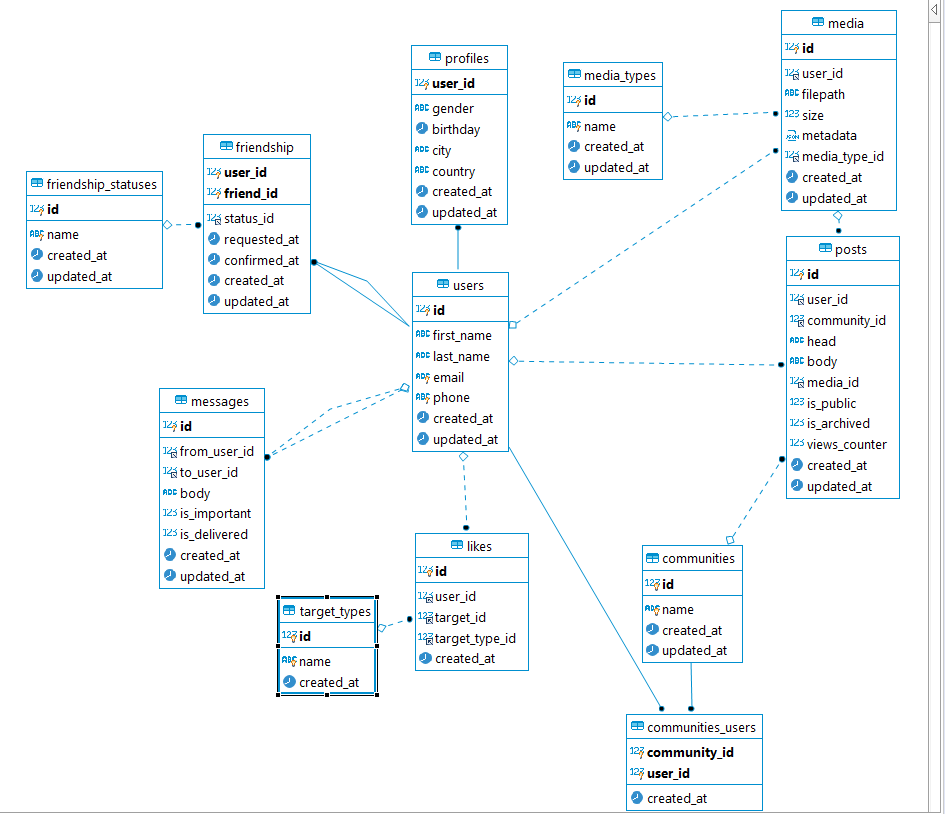 media
id
user_id
filepath
size
metadata
media_type_id
created_at
updated_at
profiles
user_id
gender
birthday
city
country
created_at
updated_at
media_types
id
name
created_at
updated_at
friendship
user_id
friend_id
status_id
requested_at
confirmed_at
created_at
updated_at
friendship_statuses
id
name
created_at
updated_at
posts
id
user_id
community_id
head
body
media_id
is_public
is_archived
views_counter
created_at
updated_at
users
id
first_name
last_name
email
phone
created_at
updated_at
messages
id
from_user_id
to_user_id
body
is_important
is_delivered
created_at
updated_at
likes
id
user_id
target_id
target_type_id
created_at
target_types
id
name
created_at
communities
id
name
created_at
updated_at
communities_users
community_id
user_id
created_at